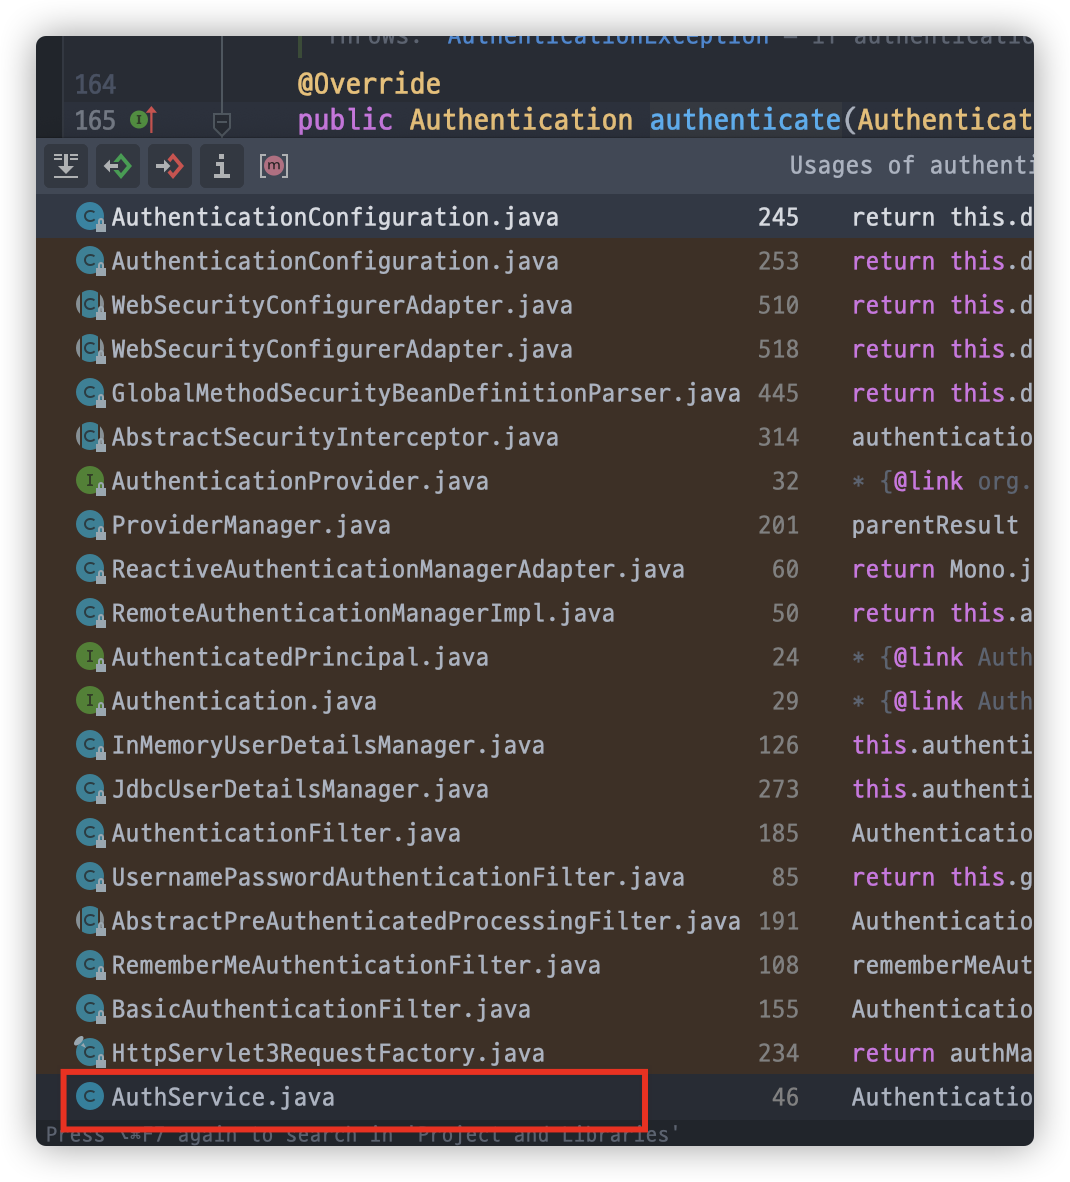 Throws: AuthenticationException – if authenticatio
164 @Override
165 public Authentication authenticate(Authenticat
Usages of authenti
AuthenticationConfiguration.java 245 return this.d
AuthenticationConfiguration.java 253 return this.d
WebSecurityConfigurerAdapter.java 510 return this.d
WebSecurityConfigurerAdapter.java 518 return this.d
GlobalMethodSecurityBeanDefinitionParser.java 445 return this.d
AbstractSecurityInterceptor.java 314 authenticatio
AuthenticationProvider.java 32 * {@link org.
ProviderManager.java 201 parentResult
ReactiveAuthenticationManagerAdapter.java 60 return Mono.j
RemoteAuthenticationManagerImpl.java 50 return this.a
AuthenticatedPrincipal.java 24 * {@link Auth
Authentication.java 29 * {@link Auth
InMemoryUserDetailsManager.java 126 this.authenti
JdbcUserDetailsManager.java 273 this.authenti
AuthenticationFilter.java 185 Authenticatio
UsernamePasswordAuthenticationFilter.java 85 return this.g
AbstractPreAuthenticatedProcessingFilter.java 191 Authenticatio
RememberMeAuthenticationFilter.java 108 rememberMeAut
BasicAuthenticationFilter.java 155 Authenticatio
HttpServlet3RequestFactory.java 234 return authMa
AuthService.java 46 Authenticatio
Press ⌥⌘F7 again to search in 'Project and Libraries'